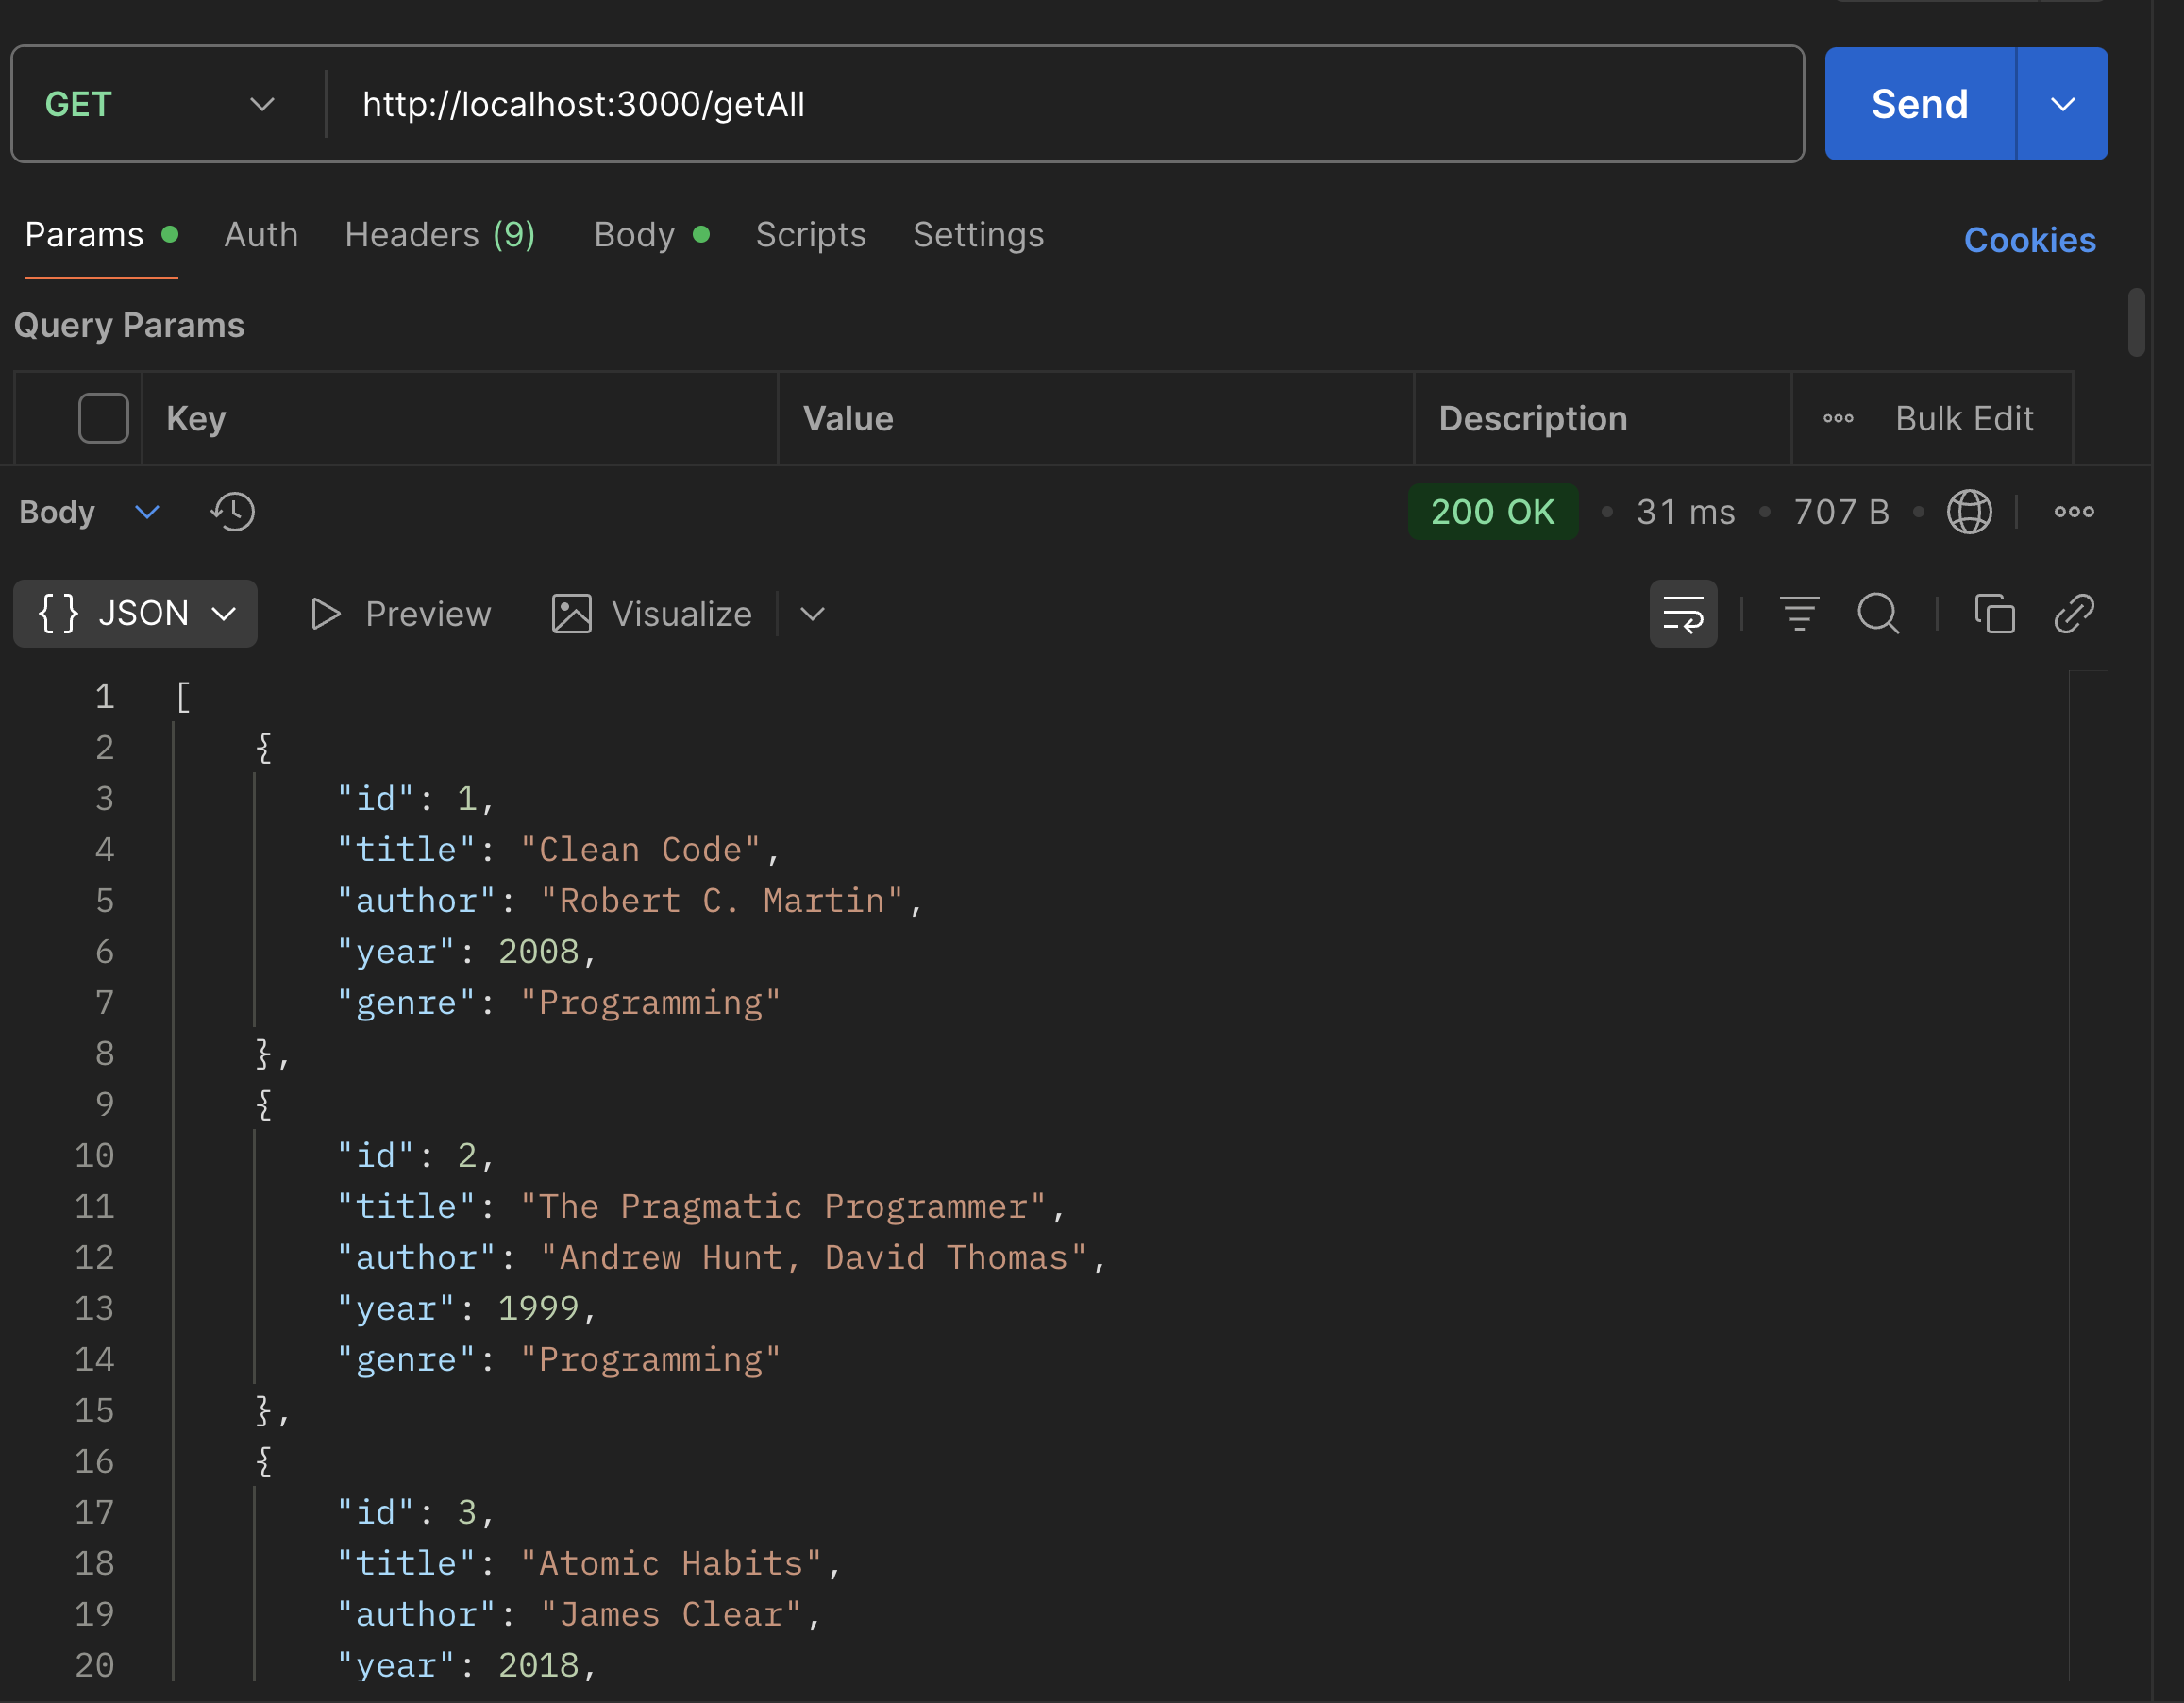 GET http://localhost:3000/getAll Send
Params Auth Headers (9) Body Scripts Settings Cookies
Query Params
Key Value Description Bulk Edit
Body 200 OK 31 ms 707 B
{} JSON Preview Visualize
1 [
2 {
3 "id": 1,
4 "title": "Clean Code",
5 "author": "Robert C. Martin",
6 "year": 2008,
7 "genre": "Programming"
8 },
9 {
10 "id": 2,
11 "title": "The Pragmatic Programmer",
12 "author": "Andrew Hunt, David Thomas",
13 "year": 1999,
14 "genre": "Programming"
15 },
16 {
17 "id": 3,
18 "title": "Atomic Habits",
19 "author": "James Clear",
20 "year": 2018,